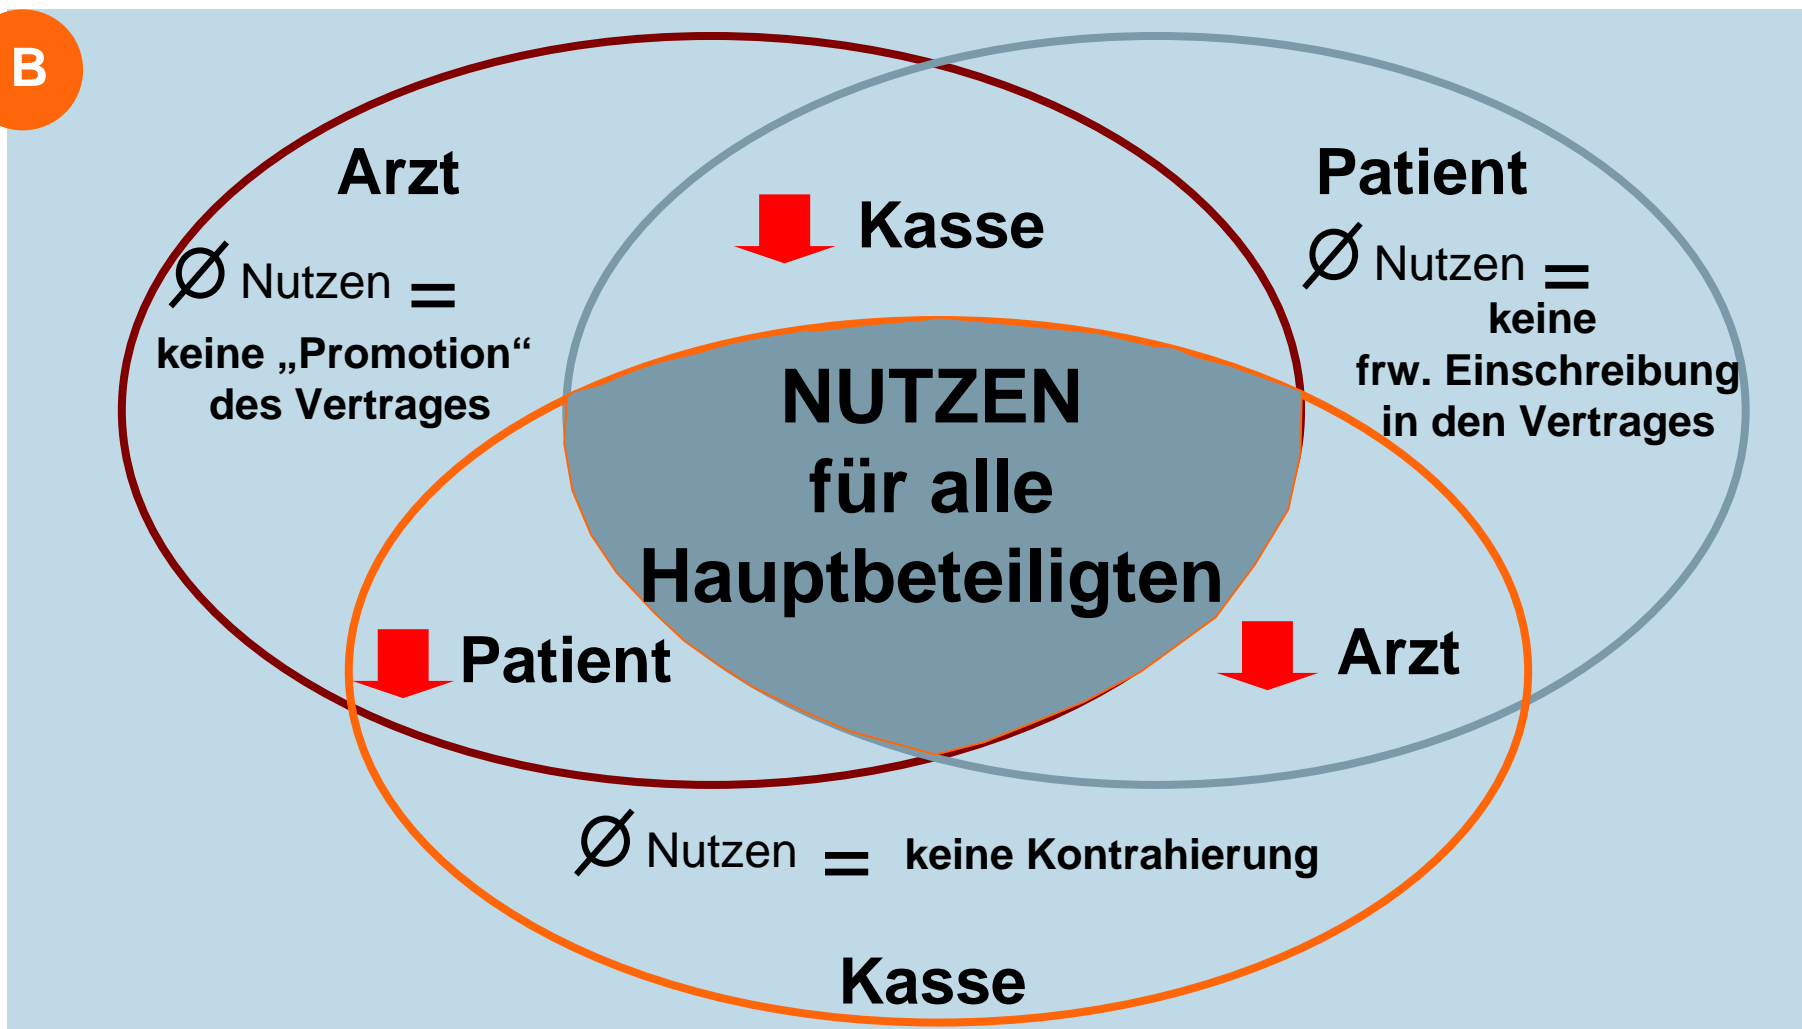 B
Arzt
∅ Nutzen =
keine „Promotion“
des Vertrages
Kasse
Patient
∅ Nutzen =
keine
frw. Einschreibung
in den Vertrages
NUTZEN
für alle
Hauptbeteiligten
Patient
Arzt
∅ Nutzen = keine Kontrahierung
Kasse